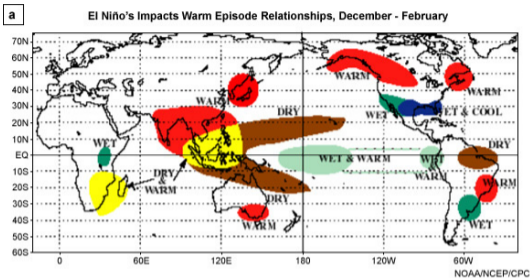 a
El Niño's Impacts Warm Episode Relationships, December - February
70N
60N
50N
40N
30N
20N
10N
EQ
10S
20S
30S
40S
50S
60S
WARM
WARM
WARM
DRY
WET
WET & COOL
WET
DRY
&
WARM
WET & WARM
WET
&
WARM
DRY
DRY
WARM
WARM
WET
0
60E
120E
180
120W
60W
NOAA/NCEP/CPC